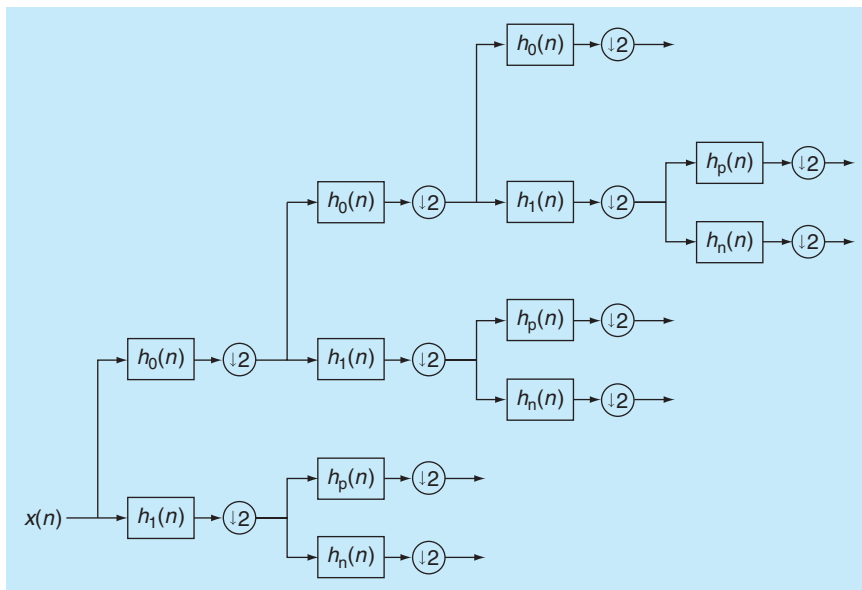 h₀(n) ↓2
hₚ(n) ↓2
h₀(n) ↓2 h₁(n) ↓2
hₙ(n) ↓2
hₚ(n) ↓2
h₀(n) ↓2 h₁(n) ↓2
hₙ(n) ↓2
hₚ(n) ↓2
x(n) h₁(n) ↓2
hₙ(n) ↓2